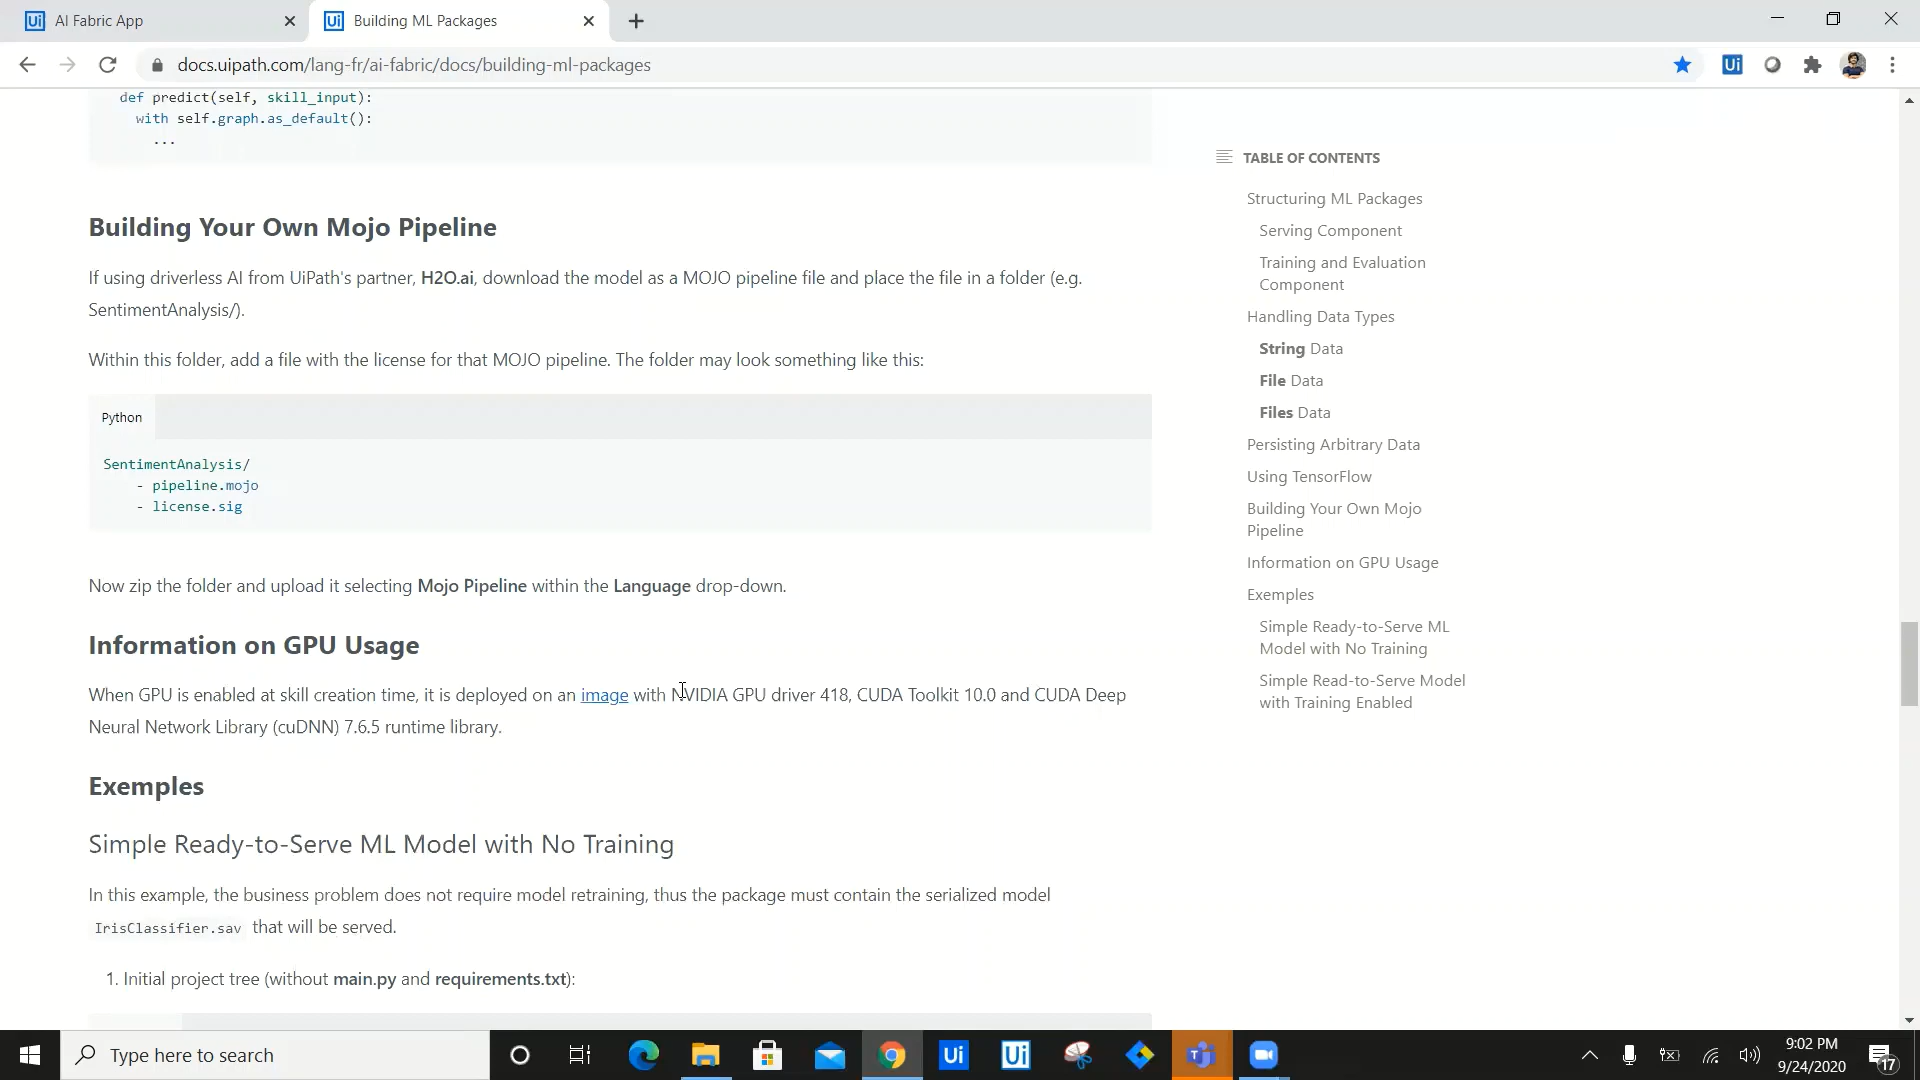 Ui AI Fabric App
Ui Building ML Packages
docs.uipath.com/lang-fr/ai-fabric/docs/building-ml-packages
Ui
def predict(self, skill_input):
with self.graph.as_default():
...
Building Your Own Mojo Pipeline
If using driverless AI from UiPath's partner, H2O.ai, download the model as a MOJO pipeline file and place the file in a folder (e.g.
SentimentAnalysis/).
Within this folder, add a file with the license for that MOJO pipeline. The folder may look something like this:
Python
SentimentAnalysis/
- pipeline.mojo
- license.sig
Now zip the folder and upload it selecting Mojo Pipeline within the Language drop-down.
Information on GPU Usage
When GPU is enabled at skill creation time, it is deployed on an image with NVIDIA GPU driver 418, CUDA Toolkit 10.0 and CUDA Deep
Neural Network Library (cuDNN) 7.6.5 runtime library.
Exemples
Simple Ready-to-Serve ML Model with No Training
In this example, the business problem does not require model retraining, thus the package must contain the serialized model
IrisClassifier.sav that will be served.
1. Initial project tree (without main.py and requirements.txt):
TABLE OF CONTENTS
Structuring ML Packages
Serving Component
Training and Evaluation
Component
Handling Data Types
String Data
File Data
Files Data
Persisting Arbitrary Data
Using TensorFlow
Building Your Own Mojo
Pipeline
Information on GPU Usage
Exemples
Simple Ready-to-Serve ML
Model with No Training
Simple Read-to-Serve Model
with Training Enabled
Type here to search
Ui
Ui
9:02 PM
9/24/2020
17